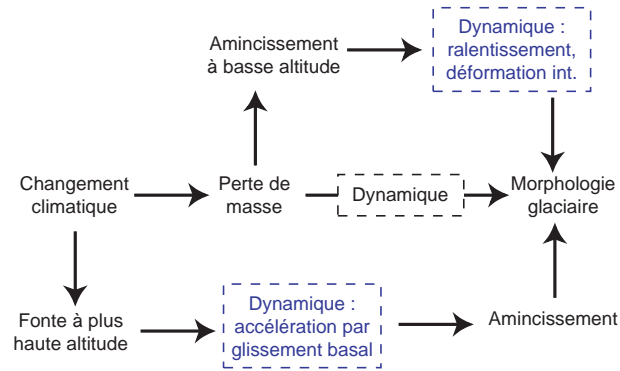 Amincissement
à basse altitude
Dynamique :
ralentissement,
déformation int.
Changement
climatique
Perte de
masse
Dynamique
Morphologie
glaciaire
Fonte à plus
haute altitude
Dynamique :
accélération par
glissement basal
Amincissement